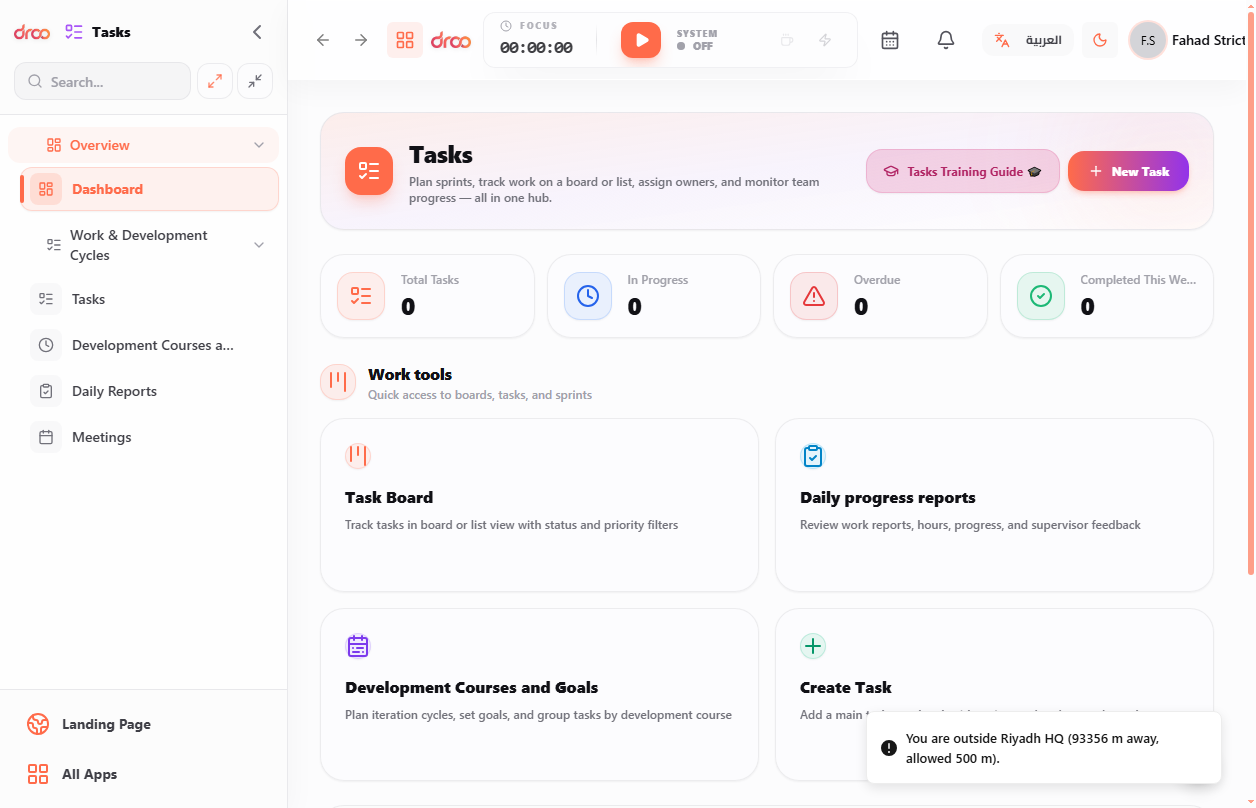 droo
Tasks
Search...
Overview
Dashboard
Work & Development
Cycles
Tasks
Development Courses a...
Daily Reports
Meetings
Landing Page
All Apps
droo
FOCUS
00:00:00
SYSTEM
OFF
العربية
F.S
Fahad Strict
Tasks
Plan sprints, track work on a board or list, assign owners, and monitor team
progress — all in one hub.
Tasks Training Guide 🎓
New Task
Total Tasks
0
In Progress
0
Overdue
0
Completed This We...
0
Work tools
Quick access to boards, tasks, and sprints
Task Board
Track tasks in board or list view with status and priority filters
Daily progress reports
Review work reports, hours, progress, and supervisor feedback
Development Courses and Goals
Plan iteration cycles, set goals, and group tasks by development course
Create Task
Add a main
You are outside Riyadh HQ (93356 m away,
allowed 500 m).